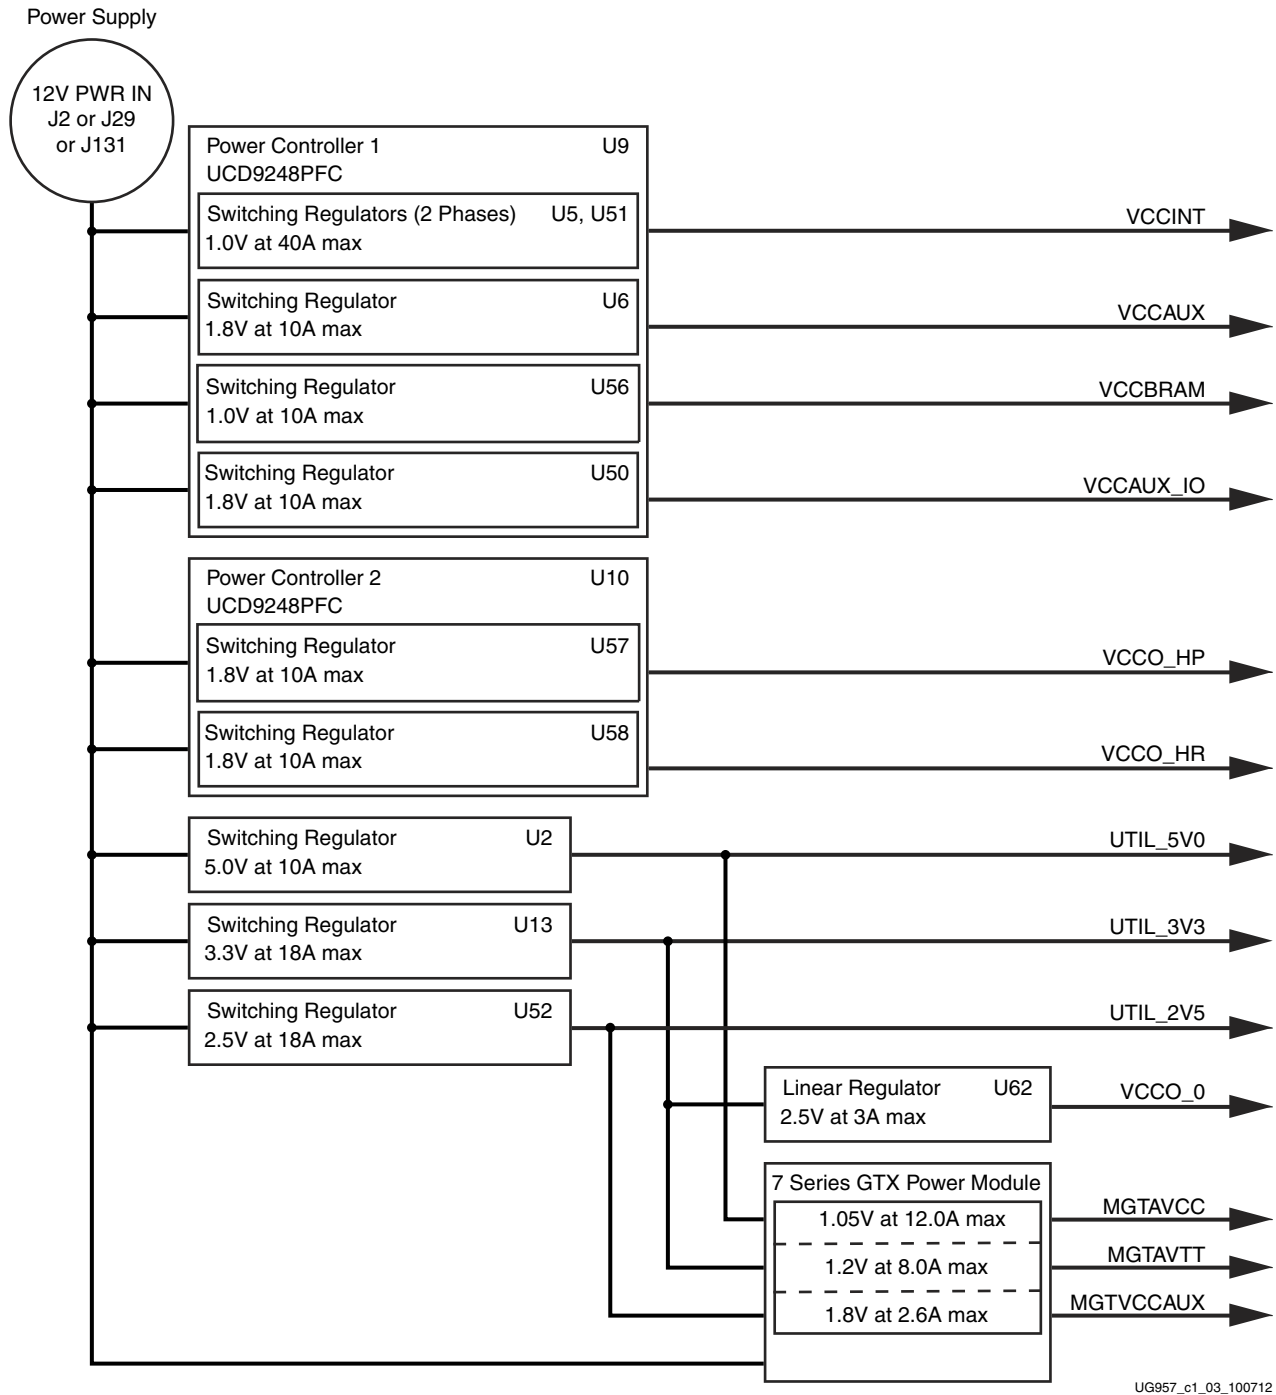 Power Supply
12V PWR IN
J2 or J29
or J131
Power Controller 1 U9
UCD9248PFC
Switching Regulators (2 Phases) U5, U51
1.0V at 40A max
VCCINT
Switching Regulator U6
1.8V at 10A max
VCCAUX
Switching Regulator U56
1.0V at 10A max
VCCBRAM
Switching Regulator U50
1.8V at 10A max
VCCAUX_IO
Power Controller 2 U10
UCD9248PFC
Switching Regulator U57
1.8V at 10A max
VCCO_HP
Switching Regulator U58
1.8V at 10A max
VCCO_HR
Switching Regulator U2
5.0V at 10A max
UTIL_5V0
Switching Regulator U13
3.3V at 18A max
UTIL_3V3
Switching Regulator U52
2.5V at 18A max
UTIL_2V5
Linear Regulator U62
2.5V at 3A max
VCCO_0
7 Series GTX Power Module
1.05V at 12.0A max
MGTAVCC
1.2V at 8.0A max
MGTAVTT
1.8V at 2.6A max
MGTVCCAUX
UG957_c1_03_100712